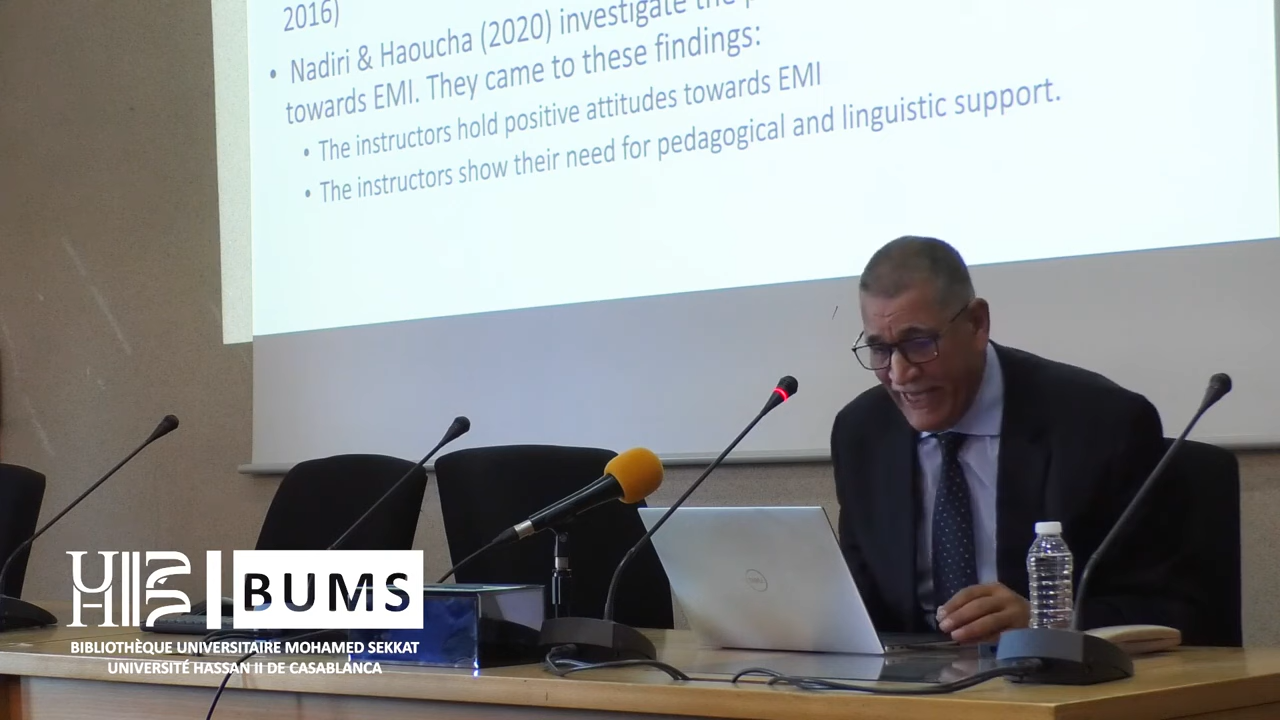 2016)
• Nadiri & Haoucha (2020) investigate the
towards EMI. They came to these findings:
• The instructors hold positive attitudes towards EMI
• The instructors show their need for pedagogical and linguistic support.
UH
BUMS
BIBLIOTHÈQUE UNIVERSITAIRE MOHAMED SEKKAT
UNIVERSITÉ HASSAN II DE CASABLANCA
DELL